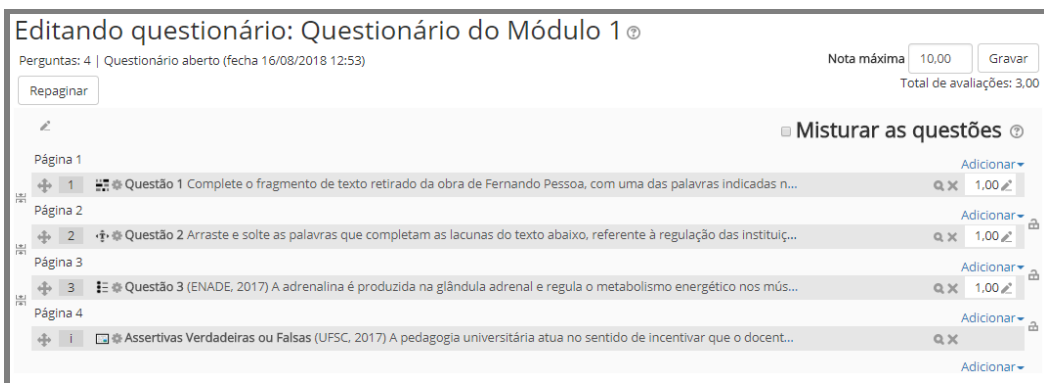 Editando questionário: Questionário do Módulo 1
Perguntas: 4 | Questionário aberto (fecha 16/08/2018 12:53)
Nota máxima 10,00 Gravar
Total de avaliações: 3,00
Repaginar
Misturar as questões
Página 1
Adicionar
1 Questão 1 Complete o fragmento de texto retirado da obra de Fernando Pessoa, com uma das palavras indicadas n... 1,00
Página 2
Adicionar
2 Questão 2 Arraste e solte as palavras que completam as lacunas do texto abaixo, referente à regulação das instituiç... 1,00
Página 3
Adicionar
3 Questão 3 (ENADE, 2017) A adrenalina é produzida na glândula adrenal e regula o metabolismo energético nos mús... 1,00
Página 4
Adicionar
i Assertivas Verdadeiras ou Falsas (UFSC, 2017) A pedagogia universitária atua no sentido de incentivar que o docent...
Adicionar